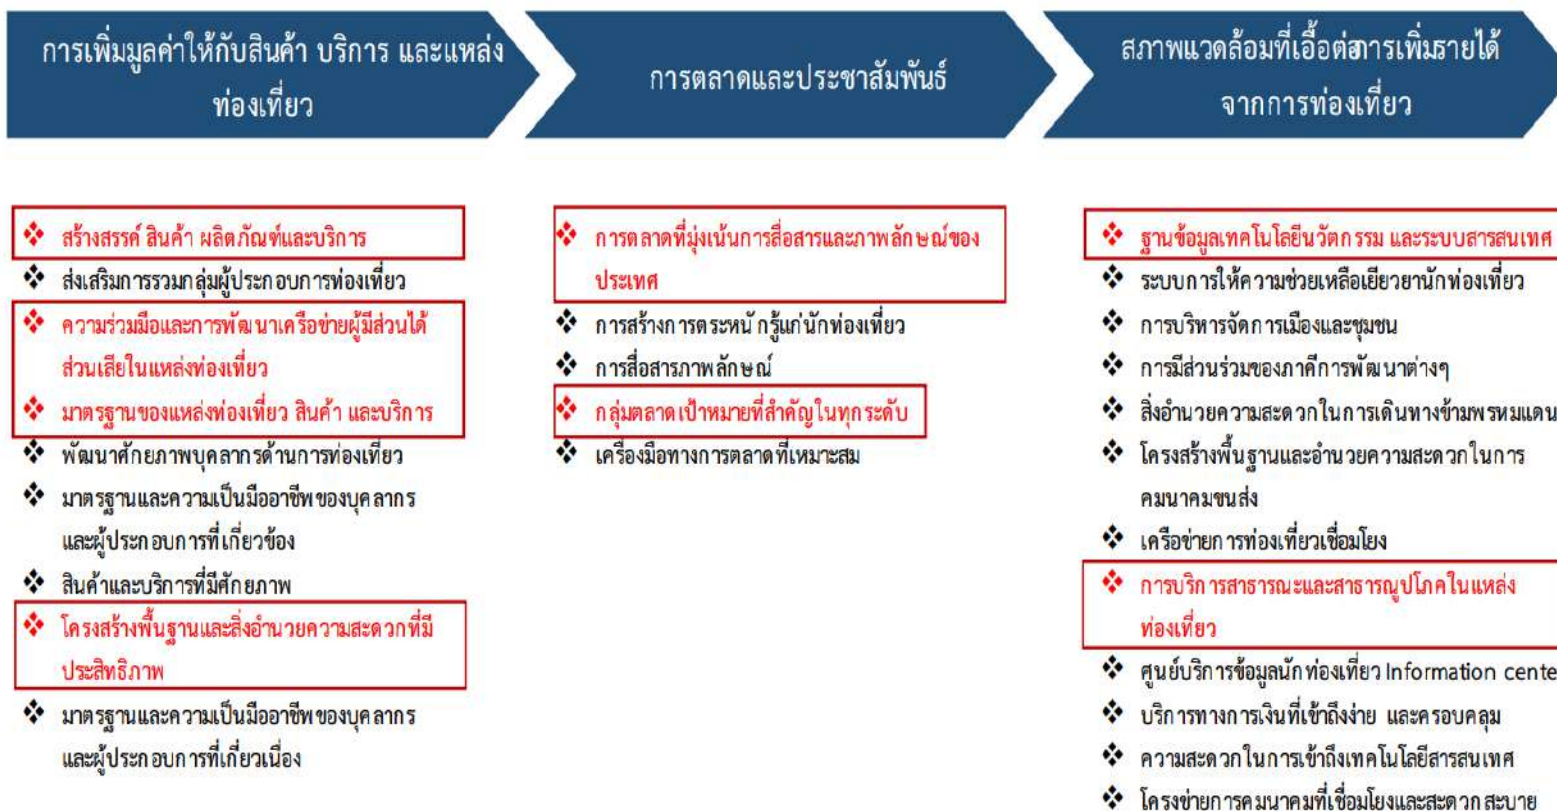 การเพิ่มมูลค่าให้กับสินค้า บริการ และแหล่ง
ท่องเที่ยว
การตลาดและประชาสัมพันธ์
สภาพแวดล้อมที่เอื้อต่อการเพิ่มรายได้
จากการท่องเที่ยว
❖ สร้างสรรค์ สินค้า ผลิตภัณฑ์และบริการ
❖ ส่งเสริมการรวมกลุ่มผู้ประกอบการท่องเที่ยว
❖ ความร่วมมือและการพัฒนาเครือข่ายผู้มีส่วนได้
ส่วนเสียในแหล่งท่องเที่ยว
❖ มาตรฐานของแหล่งท่องเที่ยว สินค้า และบริการ
❖ พัฒนาศักยภาพบุคลากรด้านการท่องเที่ยว
❖ มาตรฐานและความเป็นมืออาชีพของบุคลากร
และผู้ประกอบการที่เกี่ยวข้อง
❖ สินค้าและบริการที่มีศักยภาพ
❖ โครงสร้างพื้นฐานและสิ่งอำนวยความสะดวกที่มี
ประสิทธิภาพ
❖ มาตรฐานและความเป็นมืออาชีพของบุคลากร
และผู้ประกอบการที่เกี่ยวเนื่อง
❖ การตลาดที่มุ่งเน้นการสื่อสารและภาพลักษณ์ของ
ประเทศ
❖ การสร้างการตระหนักรู้แก่นักท่องเที่ยว
❖ การสื่อสารภาพลักษณ์
❖ กลุ่มตลาดเป้าหมายที่สำคัญในทุกระดับ
❖ เครื่องมือทางการตลาดที่เหมาะสม
❖ ฐานข้อมูลเทคโนโลยีนวัตกรรม และระบบสารสนเทศ
❖ ระบบการให้ความช่วยเหลือเยียวยานักท่องเที่ยว
❖ การบริหารจัดการเมืองและชุมชน
❖ การมีส่วนร่วมของภาคีการพัฒนาต่างๆ
❖ สิ่งอำนวยความสะดวกในการเดินทางข้ามพรหมแดน
❖ โครงสร้างพื้นฐานและอำนวยความสะดวกในการ
คมนาคมขนส่ง
❖ เครือข่ายการท่องเที่ยวเชื่อมโยง
❖ การบริการสาธารณะและสาธารณูปโภคในแหล่ง
ท่องเที่ยว
❖ ศูนย์บริการข้อมูลนักท่องเที่ยว Information cente
❖ บริการทางการเงินที่เข้าถึงง่าย และครอบคลุม
❖ ความสะดวกในการเข้าถึงเทคโนโลยีสารสนเทศ
❖ โครงข่ายการคมนาคมที่เชื่อมโยงและสะดวกสบาย